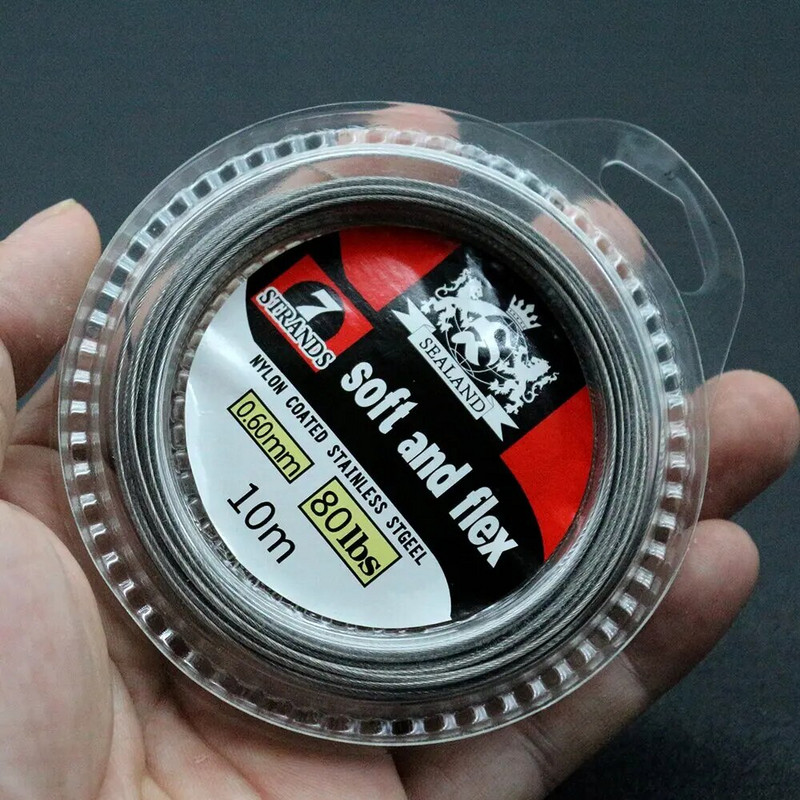 7
STRANDS
SEALAND
soft and flex
NYLON COATED STAINLESS STGEEL
0.60mm
80lbs
10m